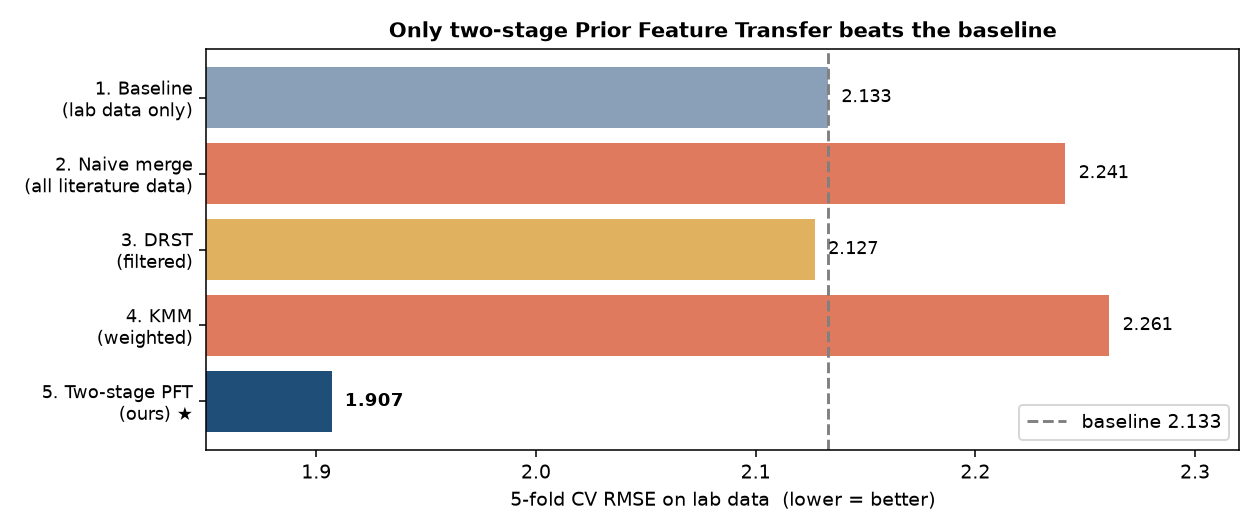 Only two-stage Prior Feature Transfer beats the baseline
1. Baseline
(lab data only)
2.133
2. Naive merge
(all literature data)
2.241
3. DRST
(filtered)
2.127
4. KMM
(weighted)
2.261
5. Two-stage PFT
(ours) ★
1.907
baseline 2.133
1.9 2.0 2.1 2.2 2.3
5-fold CV RMSE on lab data (lower = better)